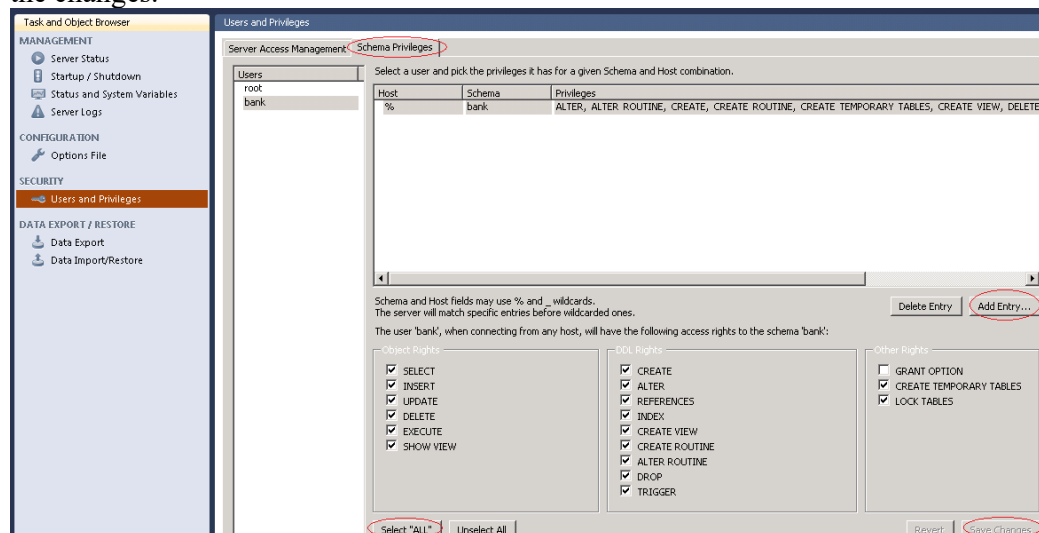 the changes.
Task and Object Browser
MANAGEMENT
Server Status
Startup / Shutdown
Status and System Variables
Server Logs
CONFIGURATION
Options File
SECURITY
Users and Privileges
DATA EXPORT / RESTORE
Data Export
Data Import/Restore
Users and Privileges
Server Access Management Schema Privileges
Users
root
bank
Select a user and pick the privileges it has for a given Schema and Host combination.
Host Schema Privileges
% bank ALTER, ALTER ROUTINE, CREATE, CREATE ROUTINE, CREATE TEMPORARY TABLES, CREATE VIEW, DELETE
Schema and Host fields may use % and _ wildcards.
The server will match specific entries before wildcarded ones.
Delete Entry Add Entry...
The user 'bank', when connecting from any host, will have the following access rights to the schema 'bank':
Object Rights
SELECT
INSERT
UPDATE
DELETE
EXECUTE
SHOW VIEW
DDL Rights
CREATE
ALTER
REFERENCES
INDEX
CREATE VIEW
CREATE ROUTINE
ALTER ROUTINE
DROP
TRIGGER
Other Rights
GRANT OPTION
CREATE TEMPORARY TABLES
LOCK TABLES
Select "ALL" Unselect All Revert Save Changes